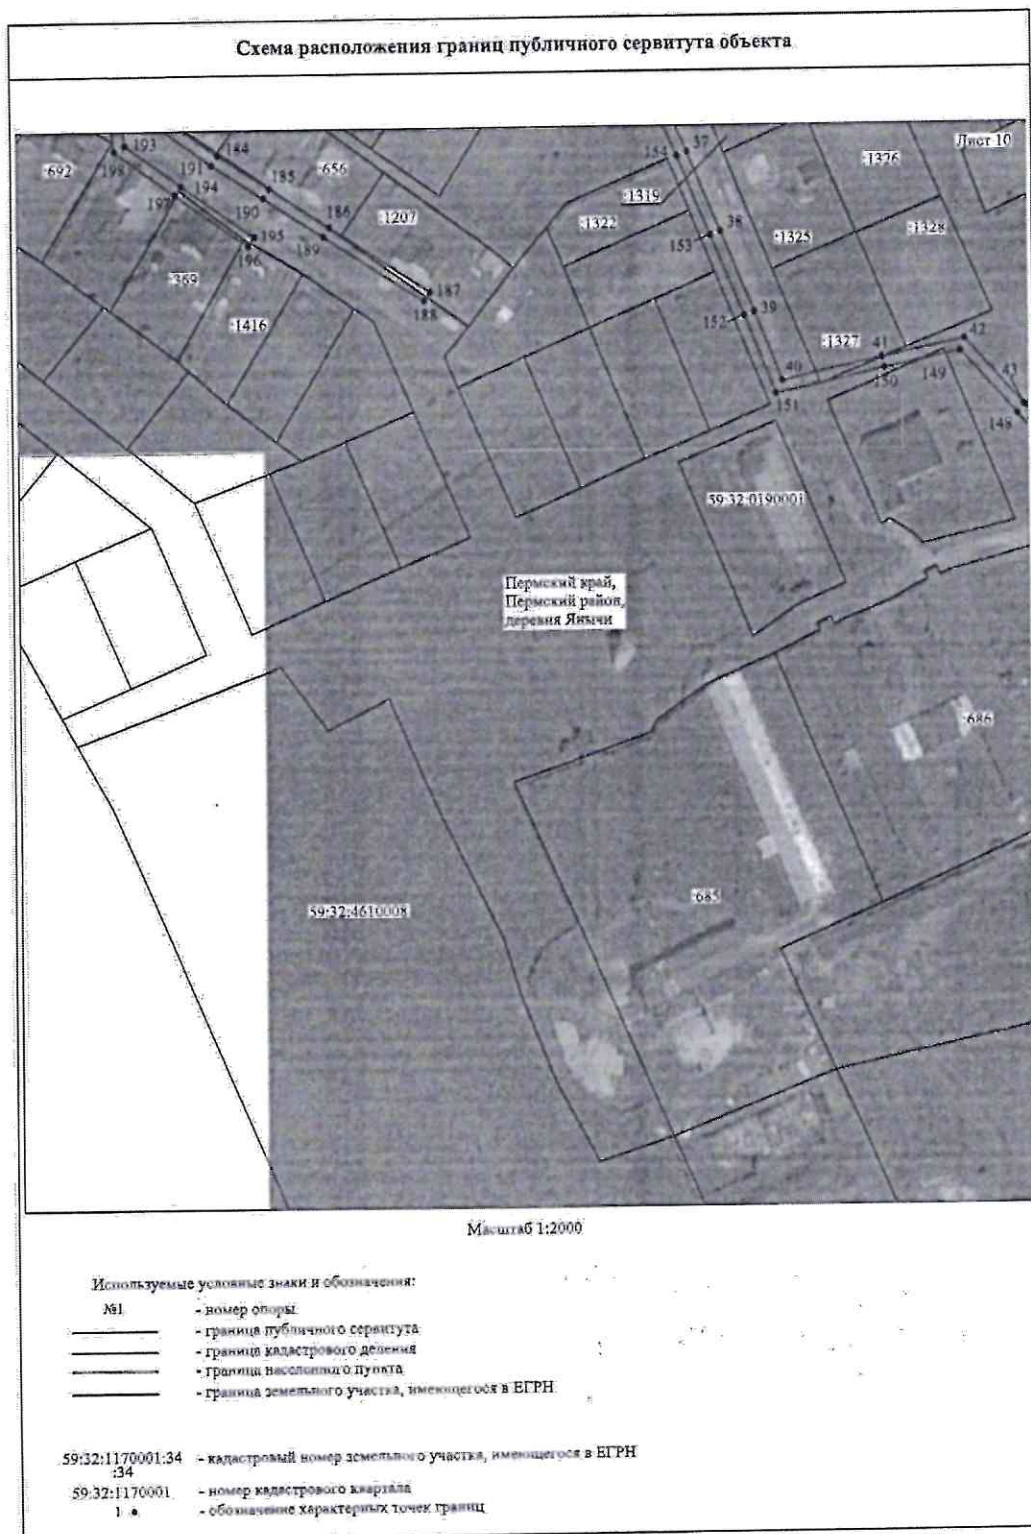 Схема расположения границ публичного сервитута объекта
Лист 10
193
198
:692
184
191
194
197
185
190
:656
186
189
:1207
195
196
:369
187
188
:1416
154
37
:1319
:1322
38
153
:1326
:1325
:1328
39
152
:1327
41
42
40
151
150
149
43
148
59:32:0190001
Пермский край,
Пермский район,
деревня Янычи
:686
:685
59:32:4610008
Масштаб 1:2000
Используемые условные знаки и обозначения:
№1 - номер опоры
- граница публичного сервитута
- граница кадастрового деления
- граница населенного пункта
- граница земельного участка, имеющегося в ЕГРН
59:32:1170001:34 - кадастровый номер земельного участка, имеющегося в ЕГРН
:34
59:32:1170001 - номер кадастрового квартала
1 - обозначение характерных точек границ